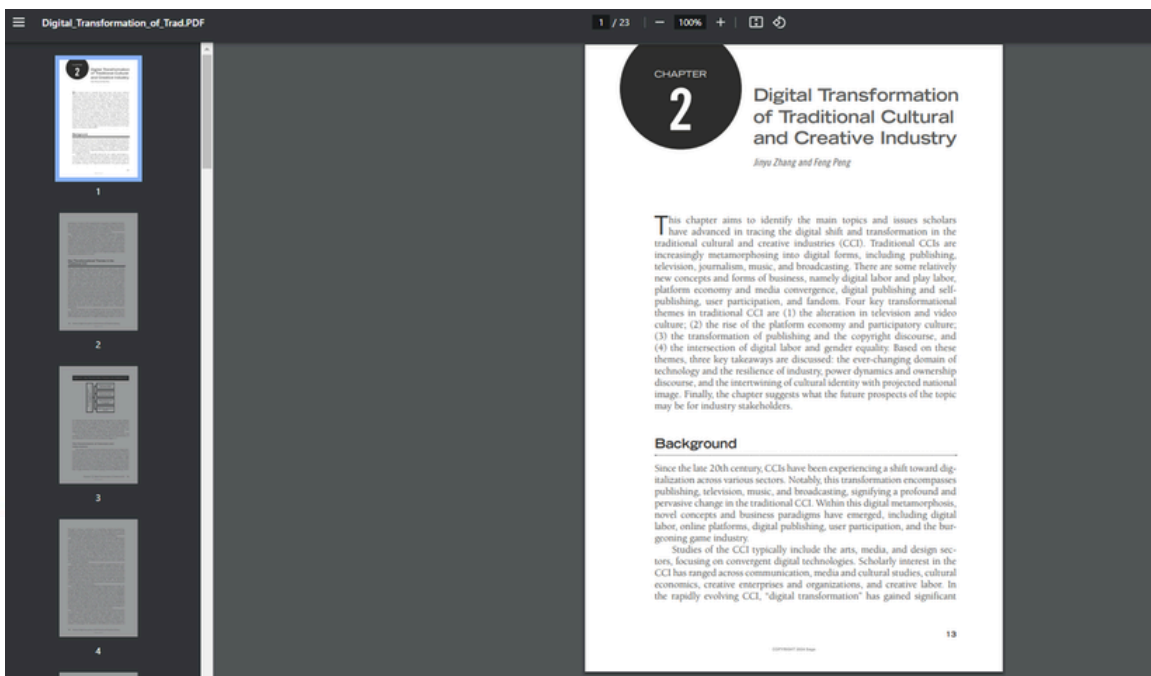 Digital_Transformation_of_Trad.PDF
1 / 23
100%
1
2
3
4
CHAPTER
2
Digital Transformation
of Traditional Cultural
and Creative Industry
Jinyu Zhang and Feng Peng
This chapter aims to identify the main topics and issues scholars
have advanced in tracing the digital shift and transformation in the
traditional cultural and creative industries (CCI). Traditional CCIs are
increasingly metamorphosing into digital forms, including publishing,
television, journalism, music, and broadcasting. There are some relatively
new concepts and forms of business, namely digital labor and play labor,
platform economy and media convergence, digital publishing and self-
publishing, user participation, and fandom. Four key transformational
themes in traditional CCI are (1) the alteration in television and video
culture; (2) the rise of the platform economy and participatory culture;
(3) the transformation of publishing and the copyright discourse, and
(4) the intersection of digital labor and gender equality. Based on these
themes, three key takeaways are discussed: the ever-changing domain of
technology and the resilience of industry, power dynamics and ownership
discourse, and the intertwining of cultural identity with projected national
image. Finally, the chapter suggests what the future prospects of the topic
may be for industry stakeholders.
Background
Since the late 20th century, CCIs have been experiencing a shift toward dig-
italization across various sectors. Notably, this transformation encompasses
publishing, television, music, and broadcasting, signifying a profound and
pervasive change in the traditional CCI. Within this digital metamorphosis,
novel concepts and business paradigms have emerged, including digital
labor, online platforms, digital publishing, user participation, and the bur-
geoning game industry.
Studies of the CCI typically include the arts, media, and design sec-
tors, focusing on convergent digital technologies. Scholarly interest in the
CCI has ranged across communication, media and cultural studies, cultural
economics, creative enterprises and organizations, and creative labor. In
the rapidly evolving CCI, "digital transformation" has gained significant
13